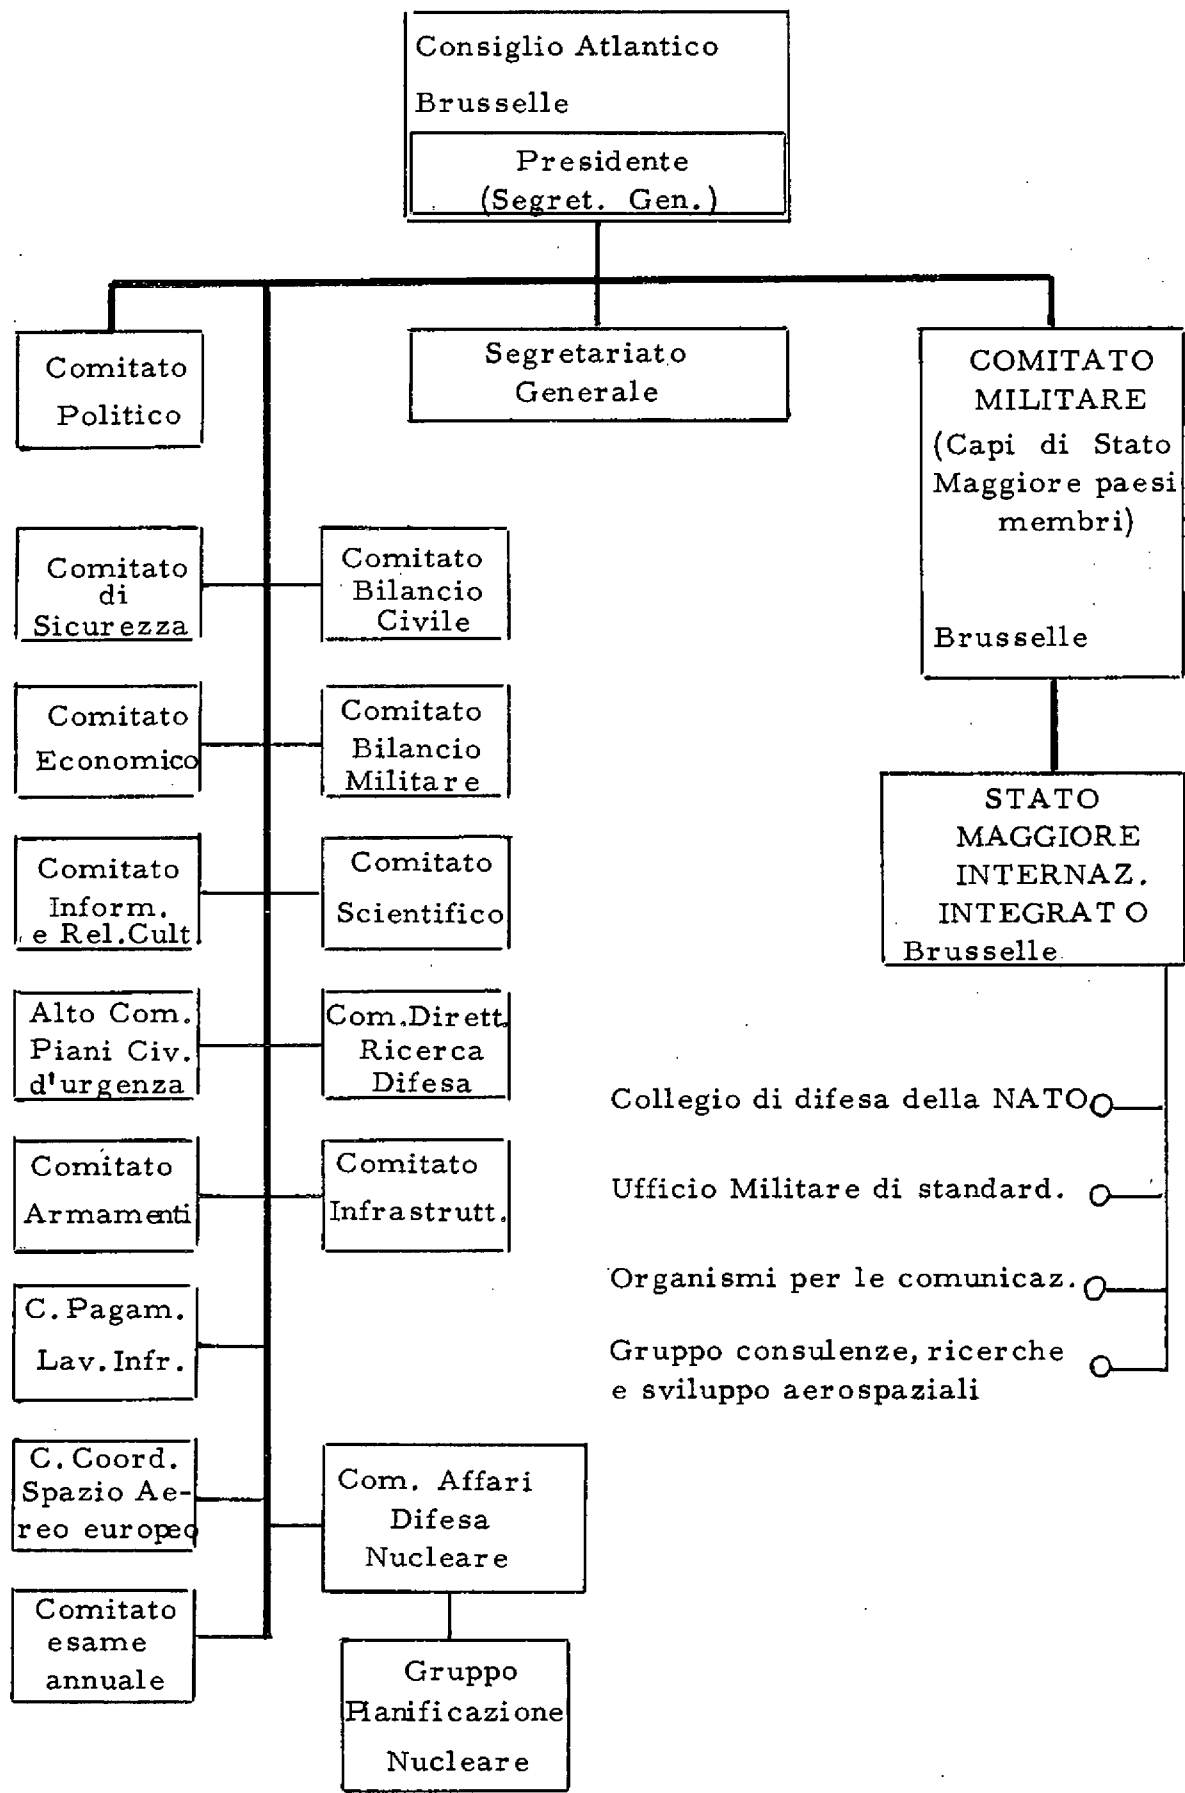 Consiglio Atlantico
Brusselle
Presidente
(Segret. Gen.)
Comitato
Politico
Segretariato
Generale
COMITATO
MILITARE
(Capi di Stato
Maggiore paesi
membri)
Brusselle
Comitato
di
Sicurezza
Comitato
Bilancio
Civile
Comitato
Economico
Comitato
Bilancio
Militare
STATO
MAGGIORE
INTERNAZ.
INTEGRATO
Brusselle
Comitato
Inform.
e Rel.Cult
Comitato
Scientifico
Alto Com.
Piani Civ.
d'urgenza
Com.Dirett.
Ricerca
Difesa
Collegio di difesa della NATO
Ufficio Militare di standard.
Organismi per le comunicaz.
Gruppo consulenze, ricerche
e sviluppo aerospaziali
Comitato
Armamenti
Comitato
Infrastrutt.
C. Pagam.
Lav. Infr.
C. Coord.
Spazio Ae-
reo europeo
Com. Affari
Difesa
Nucleare
Comitato
esame
annuale
Gruppo
Pianificazione
Nucleare